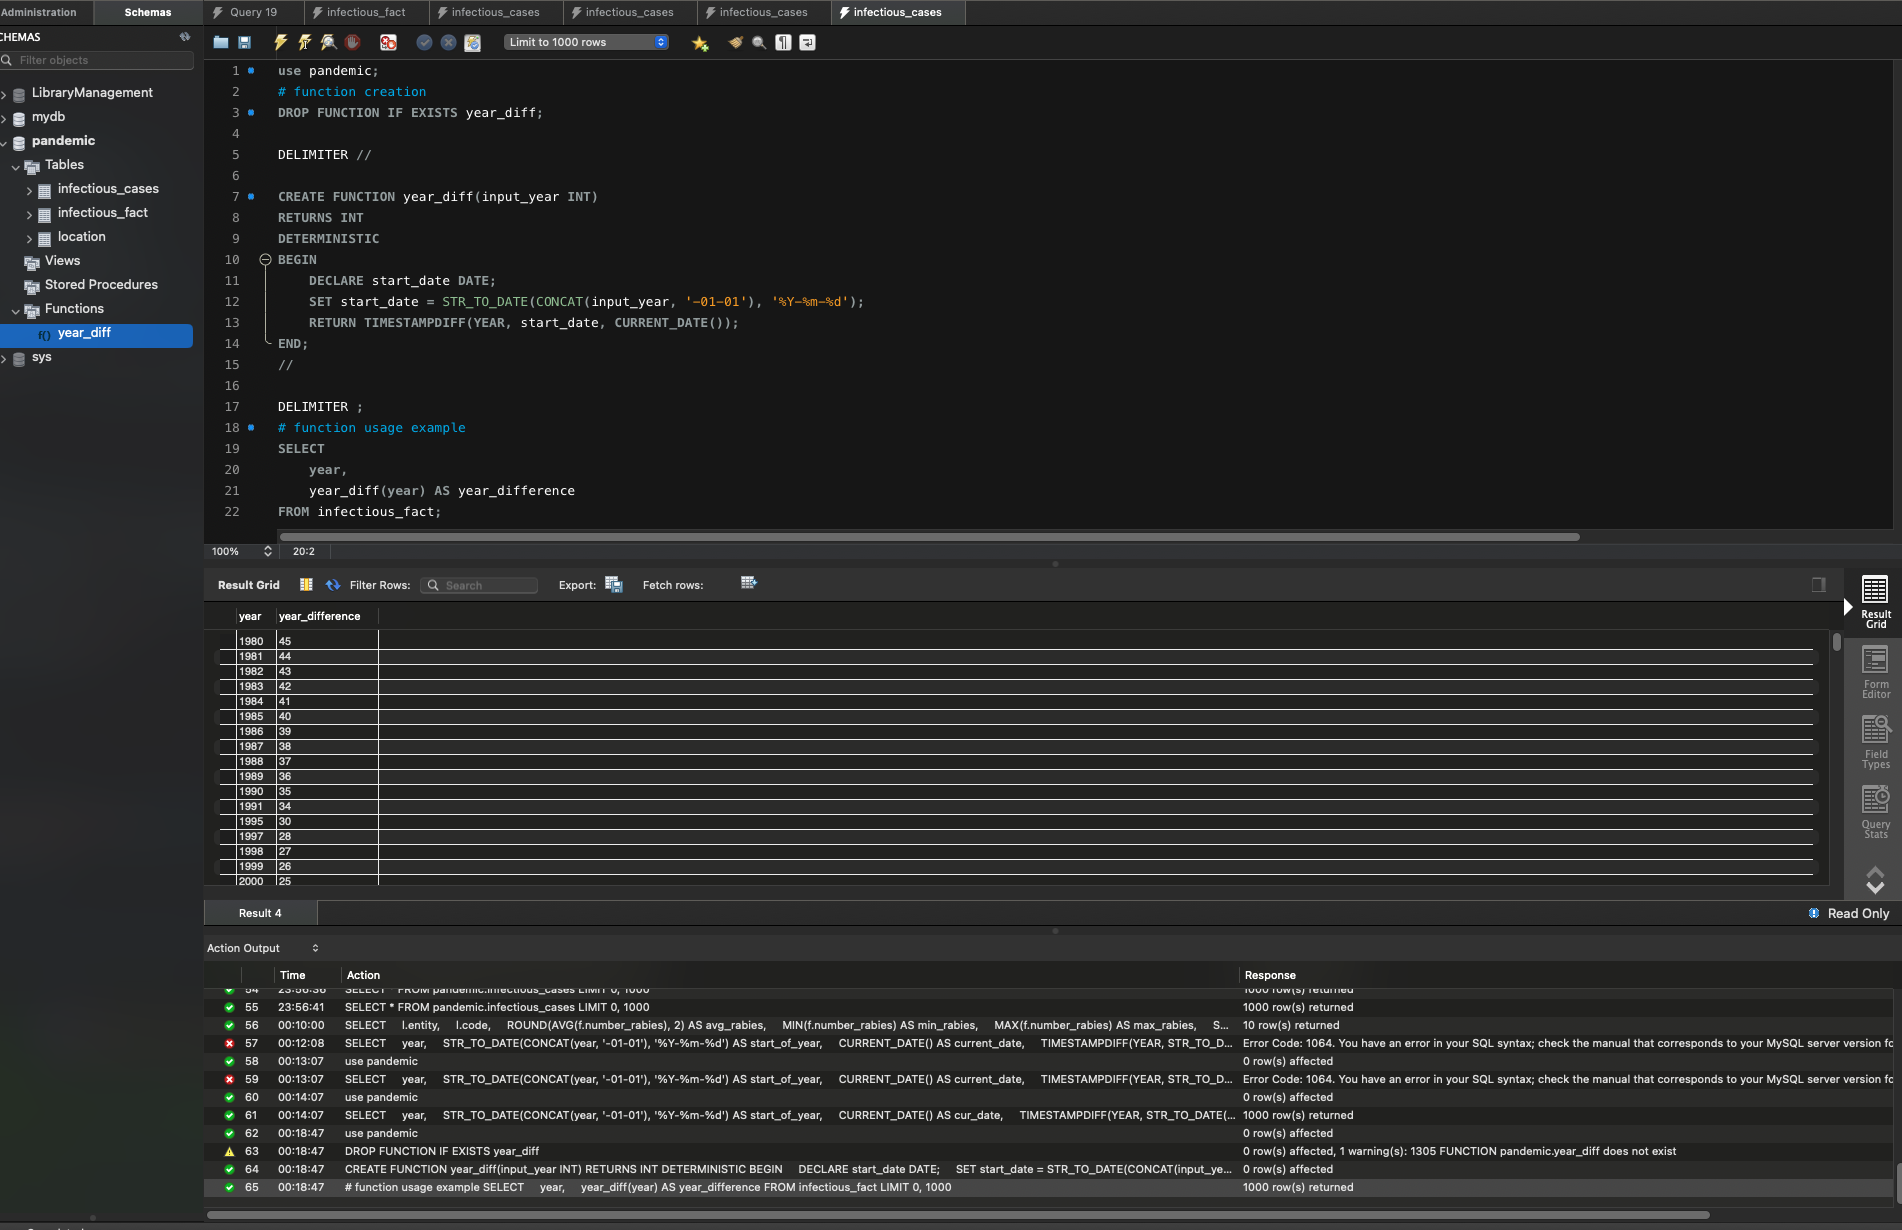 Administration
Schemas
Query 19
infectious_fact
infectious_cases
infectious_cases
infectious_cases
infectious_cases
CHEMAS
Filter objects
Limit to 1000 rows
LibraryManagement
mydb
pandemic
Tables
infectious_cases
infectious_fact
location
Views
Stored Procedures
Functions
f() year_diff
sys
1 use pandemic;
2 # function creation
3 DROP FUNCTION IF EXISTS year_diff;
4
5 DELIMITER //
6
7 CREATE FUNCTION year_diff(input_year INT)
8 RETURNS INT
9 DETERMINISTIC
10 BEGIN
11 DECLARE start_date DATE;
12 SET start_date = STR_TO_DATE(CONCAT(input_year, '-01-01'), '%Y-%m-%d');
13 RETURN TIMESTAMPDIFF(YEAR, start_date, CURRENT_DATE());
14 END;
15 //
16
17 DELIMITER ;
18 # function usage example
19 SELECT
20 year,
21 year_diff(year) AS year_difference
22 FROM infectious_fact;
100% 20:2
Result Grid Filter Rows: Search Export: Fetch rows:
year year_difference
1980 45
1981 44
1982 43
1983 42
1984 41
1985 40
1986 39
1987 38
1988 37
1989 36
1990 35
1991 34
1995 30
1997 28
1998 27
1999 26
2000 25
Result Grid
Form Editor
Field Types
Query Stats
Result 4
Read Only
Action Output
Time Action Response
54 23:56:36 SELECT * FROM pandemic.infectious_cases LIMIT 0, 1000 1000 row(s) returned
55 23:56:41 SELECT * FROM pandemic.infectious_cases LIMIT 0, 1000 1000 row(s) returned
56 00:10:00 SELECT l.entity, l.code, ROUND(AVG(f.number_rabies), 2) AS avg_rabies, MIN(f.number_rabies) AS min_rabies, MAX(f.number_rabies) AS max_rabies, S... 10 row(s) returned
57 00:12:08 SELECT year, STR_TO_DATE(CONCAT(year, '-01-01'), '%Y-%m-%d') AS start_of_year, CURRENT_DATE() AS current_date, TIMESTAMPDIFF(YEAR, STR_TO_D... Error Code: 1064. You have an error in your SQL syntax; check the manual that corresponds to your MySQL server version fo
58 00:13:07 use pandemic 0 row(s) affected
59 00:13:07 SELECT year, STR_TO_DATE(CONCAT(year, '-01-01'), '%Y-%m-%d') AS start_of_year, CURRENT_DATE() AS current_date, TIMESTAMPDIFF(YEAR, STR_TO_D... Error Code: 1064. You have an error in your SQL syntax; check the manual that corresponds to your MySQL server version fo
60 00:14:07 use pandemic 0 row(s) affected
61 00:14:07 SELECT year, STR_TO_DATE(CONCAT(year, '-01-01'), '%Y-%m-%d') AS start_of_year, CURRENT_DATE() AS cur_date, TIMESTAMPDIFF(YEAR, STR_TO_DATE(... 1000 row(s) returned
62 00:18:47 use pandemic 0 row(s) affected
63 00:18:47 DROP FUNCTION IF EXISTS year_diff 0 row(s) affected, 1 warning(s): 1305 FUNCTION pandemic.year_diff does not exist
64 00:18:47 CREATE FUNCTION year_diff(input_year INT) RETURNS INT DETERMINISTIC BEGIN DECLARE start_date DATE; SET start_date = STR_TO_DATE(CONCAT(input_ye... 0 row(s) affected
65 00:18:47 # function usage example SELECT year, year_diff(year) AS year_difference FROM infectious_fact LIMIT 0, 1000 1000 row(s) returned